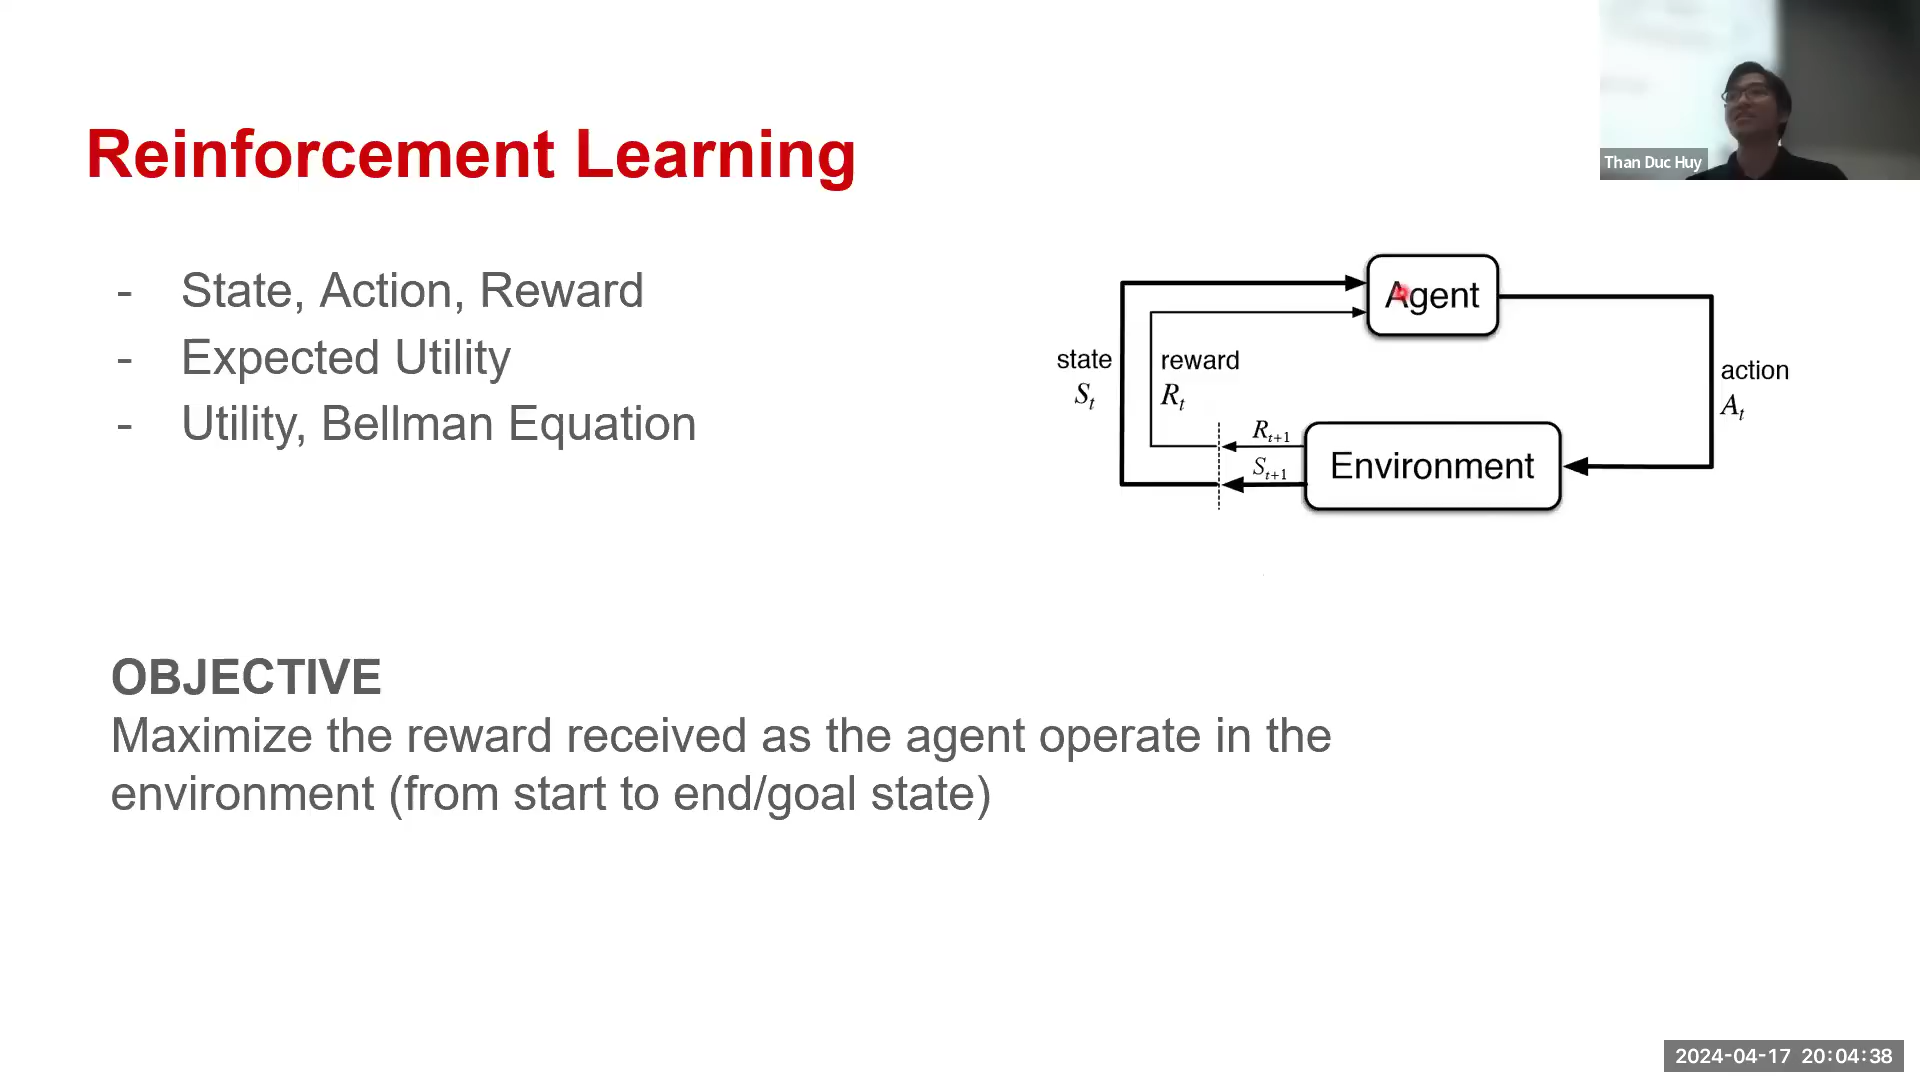 Than Duc Huy
Reinforcement Learning
- State, Action, Reward
- Expected Utility
- Utility, Bellman Equation
Agent
state
S_t
reward
R_t
action
A_t
R_{t+1}
S_{t+1}
Environment
OBJECTIVE
Maximize the reward received as the agent operate in the
environment (from start to end/goal state)
2024-04-17 20:04:38